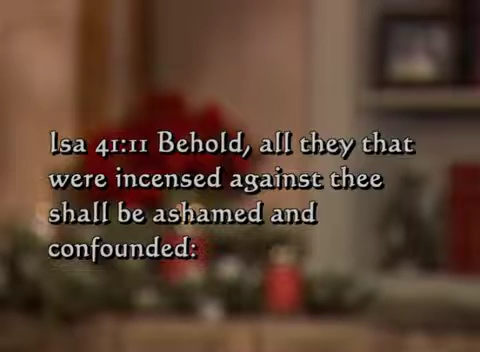 Isa 41:11 Behold, all they that
were incensed against thee
shall be ashamed and
confounded: